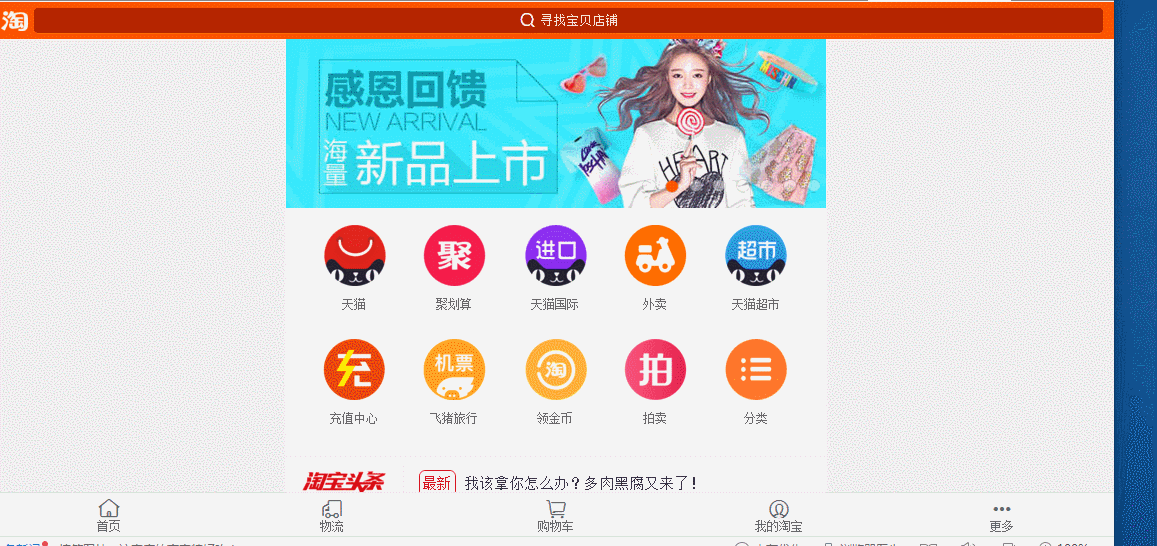 淘
寻找宝贝店铺
感恩回馈
NEW ARRIVAL
海量
新品上市
HEART
聚
进口
超市
天猫
聚划算
天猫国际
外卖
天猫超市
充
机票
淘
拍
充值中心
飞猪旅行
领金币
拍卖
分类
淘宝头条
最新 我该拿你怎么办？多肉黑腐又来了！
首页
物流
购物车
我的淘宝
更多